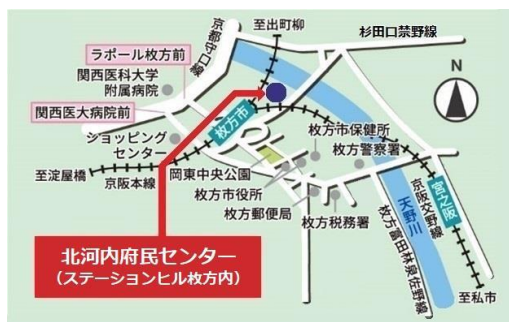 至出町柳
杉田口禁野線
京都守口線
ラポール枚方前
関西医科大学
附属病院
関西医大病院前
N
枚方市
ショッピング
センター
枚方市保健所
枚方警察署
至淀屋橋
京阪本線
岡東中央公園
枚方市役所
枚方郵便局
枚方税務署
天野川
京阪交野線
宮之阪
枚方富田林泉佐野線
至私市
北河内府民センター
（ステーションヒル枚方内）